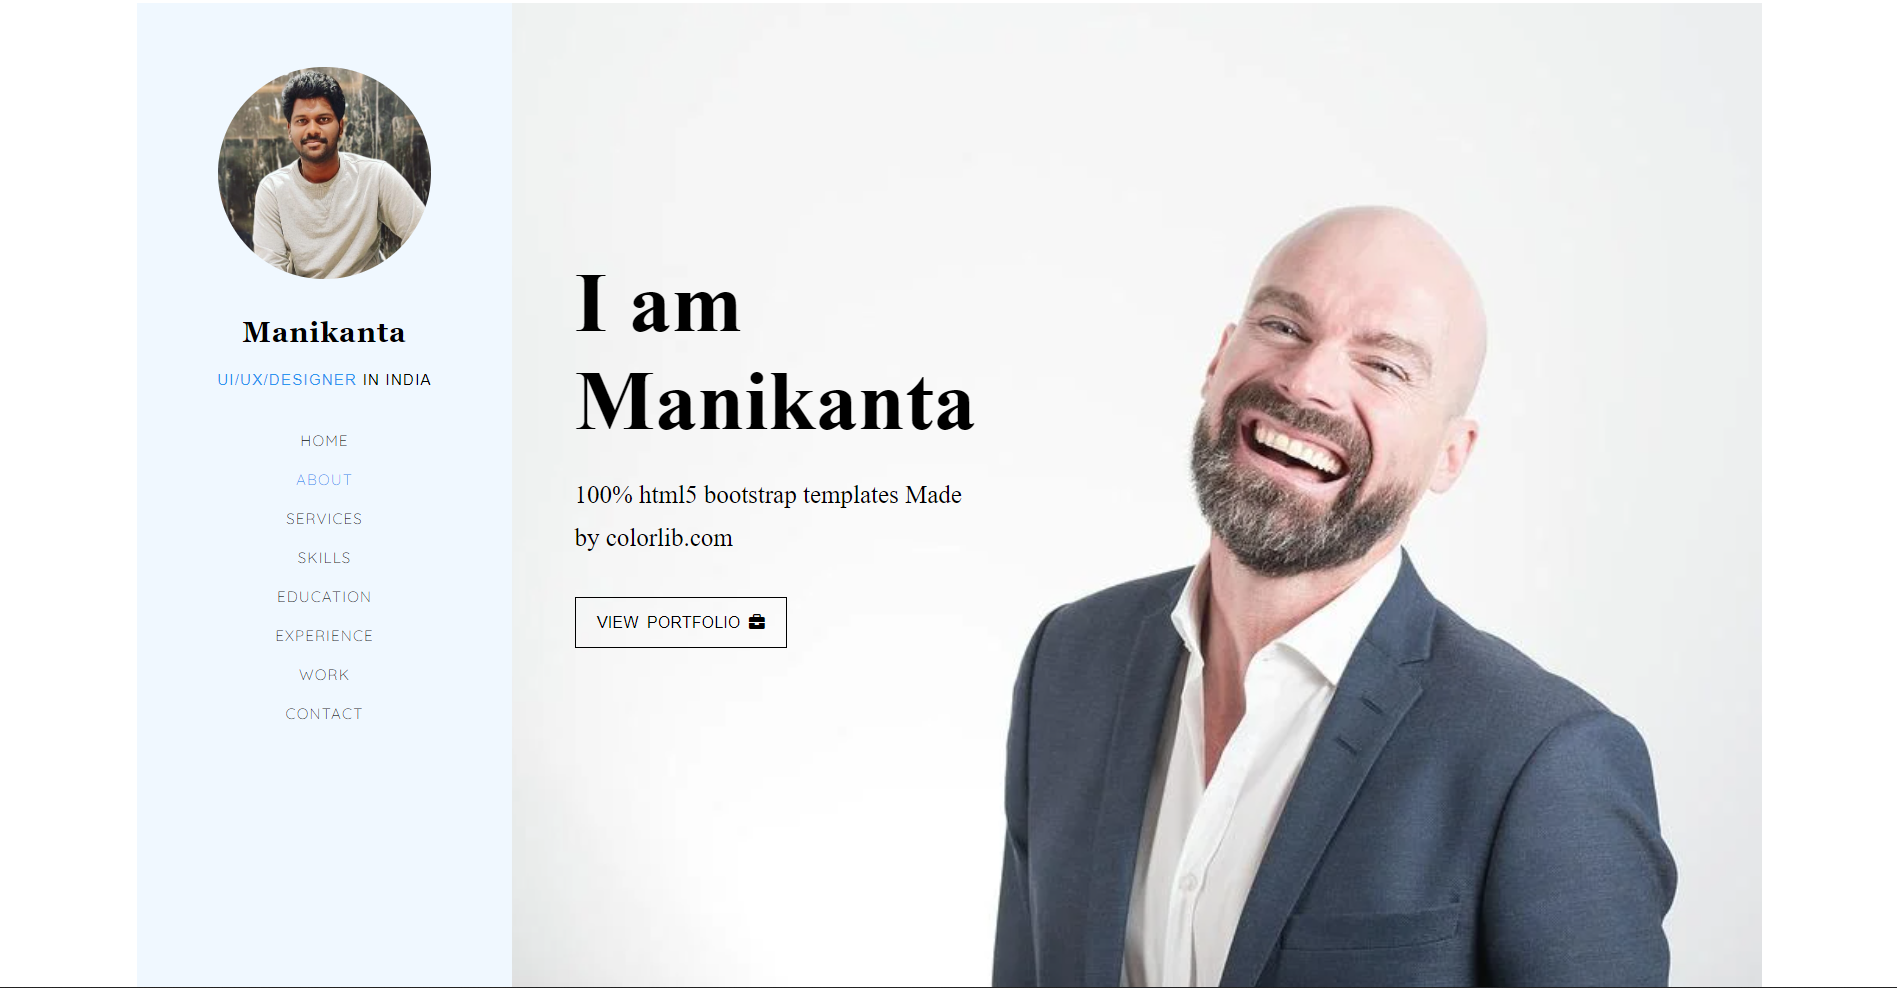 Manikanta
UI/UX/DESIGNER IN INDIA
HOME
ABOUT
SERVICES
SKILLS
EDUCATION
EXPERIENCE
WORK
CONTACT
I am
Manikanta
100% html5 bootstrap templates Made
by colorlib.com
VIEW PORTFOLIO